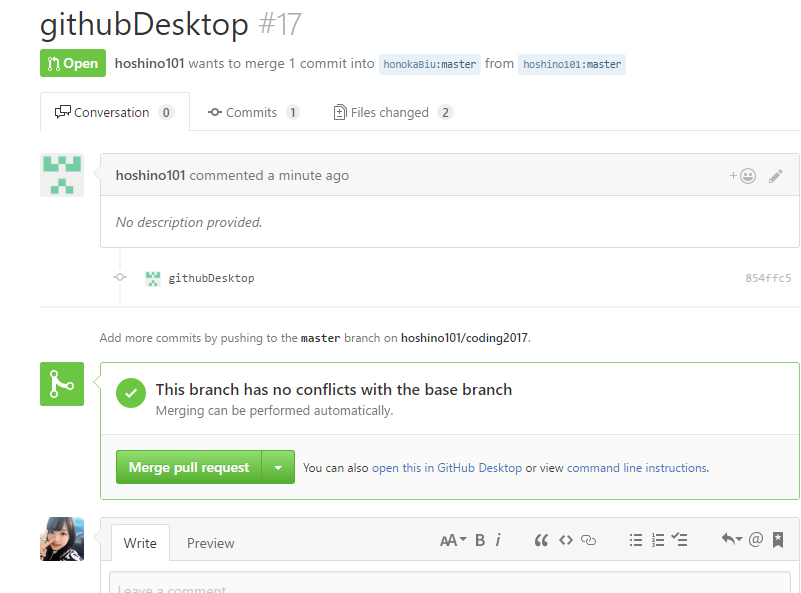 githubDesktop #17
Open hoshino101 wants to merge 1 commit into honokaBiu:master from hoshino101:master
Conversation 0 Commits 1 Files changed 2
hoshino101 commented a minute ago
No description provided.
githubDesktop 854ffc5
Add more commits by pushing to the master branch on hoshino101/coding2017.
This branch has no conflicts with the base branch
Merging can be performed automatically.
Merge pull request You can also open this in GitHub Desktop or view command line instructions.
Write Preview AA B i
Leave a comment